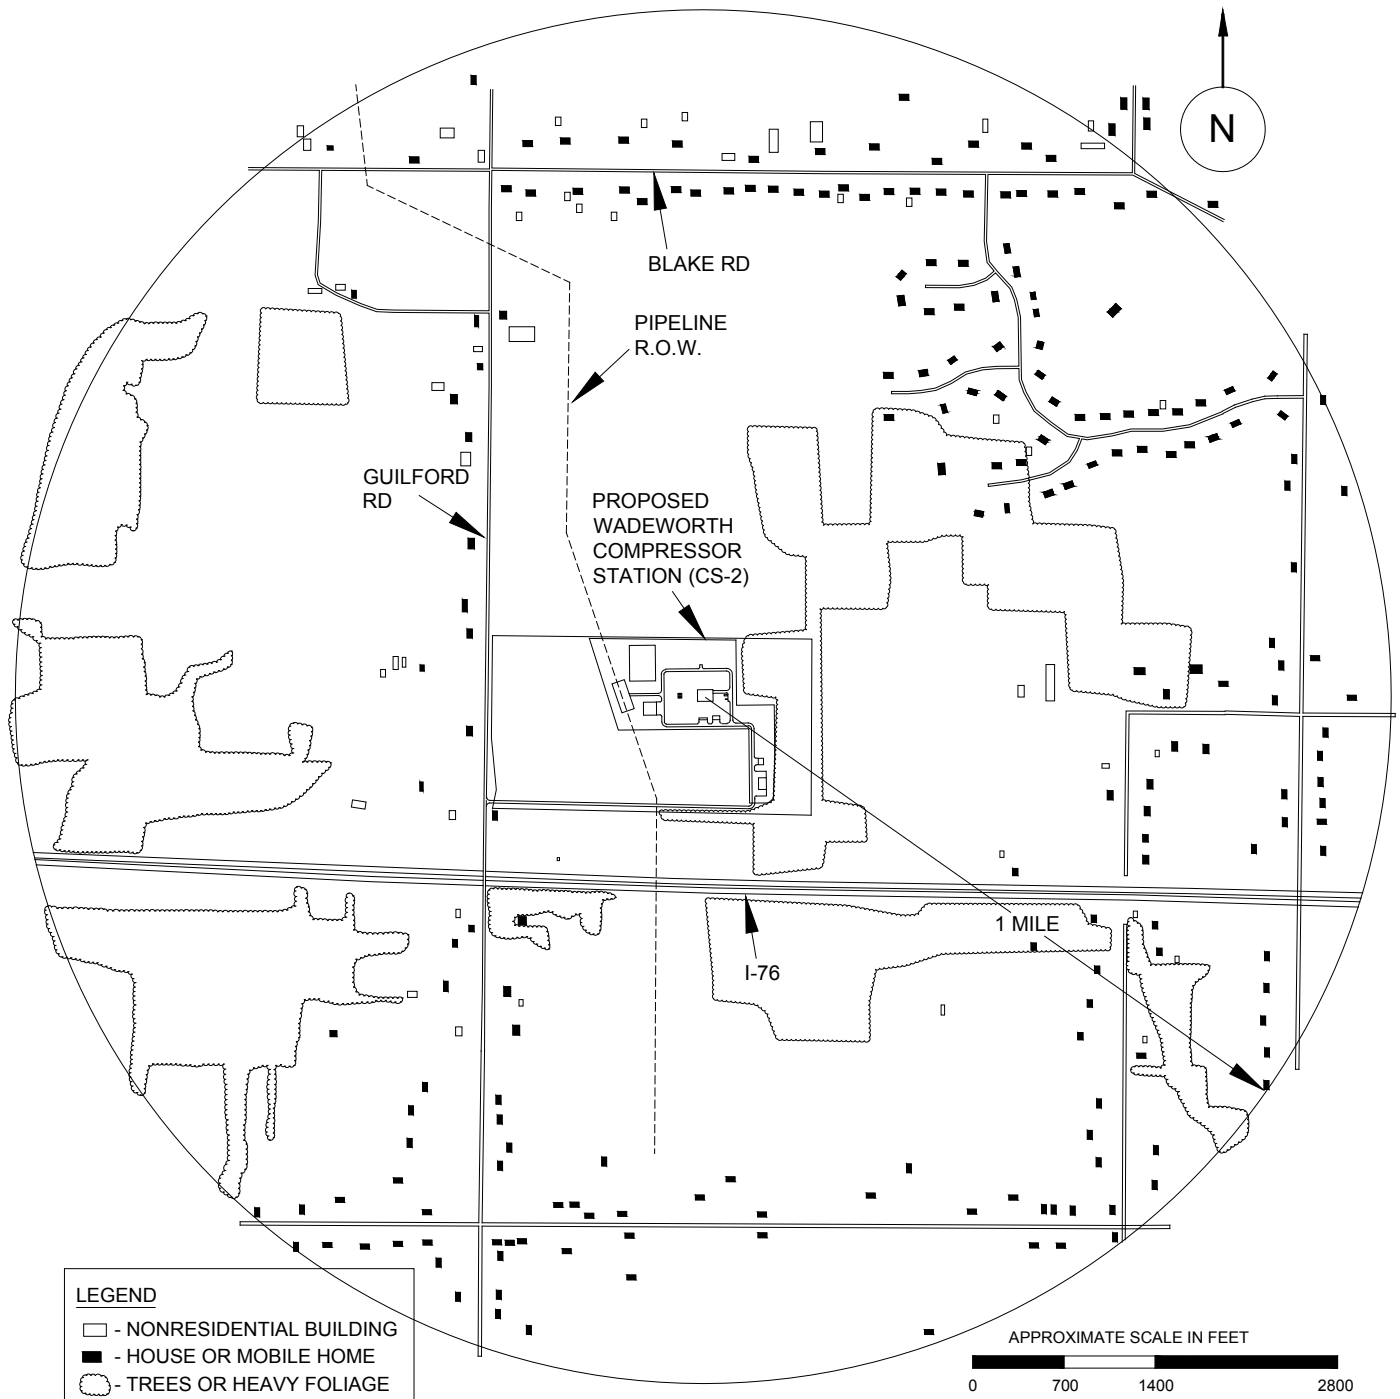 N
BLAKE RD
PIPELINE
R.O.W.
GUILFORD
RD
PROPOSED
WADEWORTH
COMPRESSOR
STATION (CS-2)
1 MILE
I-76
LEGEND
- NONRESIDENTIAL BUILDING
- HOUSE OR MOBILE HOME
- TREES OR HEAVY FOLIAGE
APPROXIMATE SCALE IN FEET
0 700 1400 2800